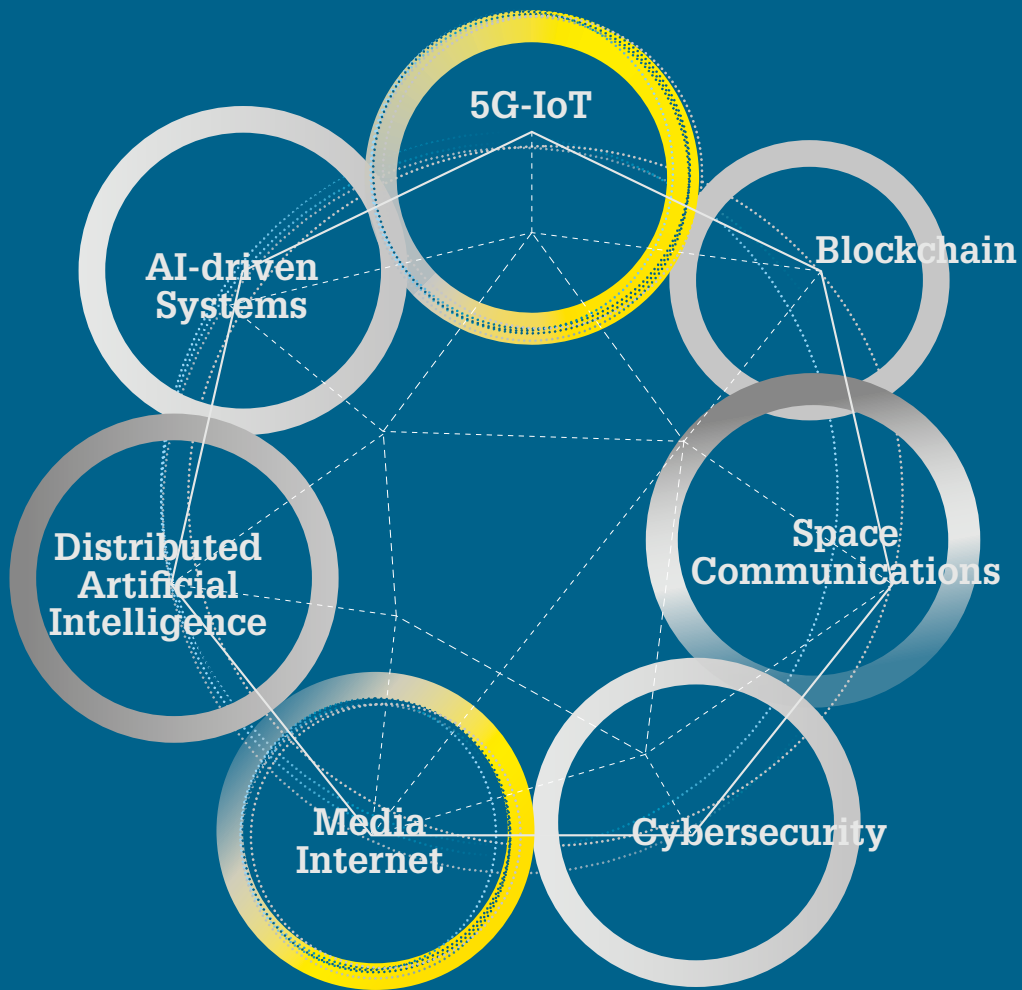 5G-IoT
Blockchain
AI-driven
Systems
Space
Communications
Distributed
Artificial
Intelligence
Media
Internet
Cybersecurity